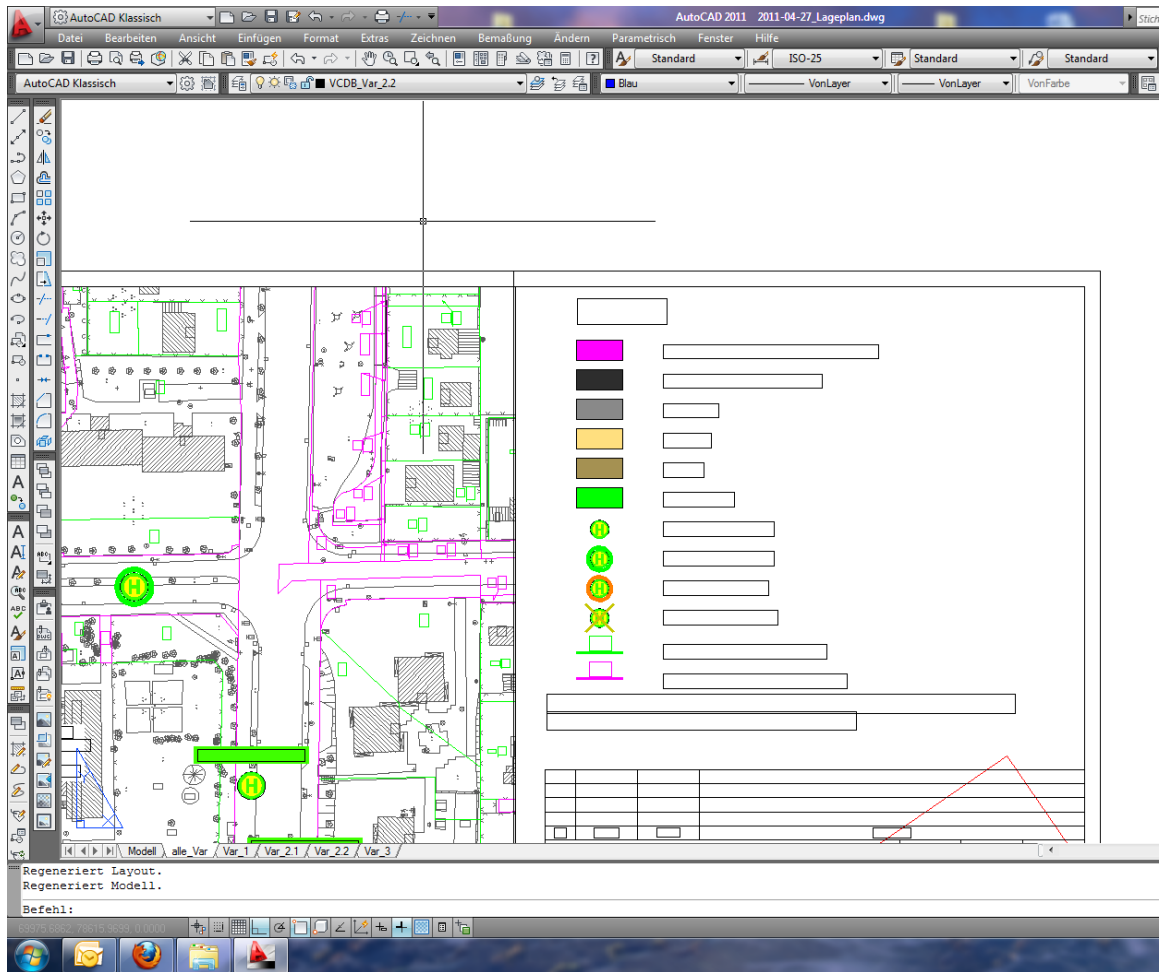 AutoCAD Klassisch
AutoCAD 2011 2011-04-27_Lageplan.dwg
Stich
Datei Bearbeiten Ansicht Einfügen Format Extras Zeichnen Bemaßung Ändern Parametrisch Fenster Hilfe
Standard ISO-25 Standard Standard
AutoCAD Klassisch VCDB_Var_2.2 Blau VonLayer VonLayer VonFarbe
H
H
H
H
H
H
Modell alle_Var Var_1 Var_2.1 Var_2.2 Var_3
Regeneriert Layout.
Regeneriert Modell.
Befehl: